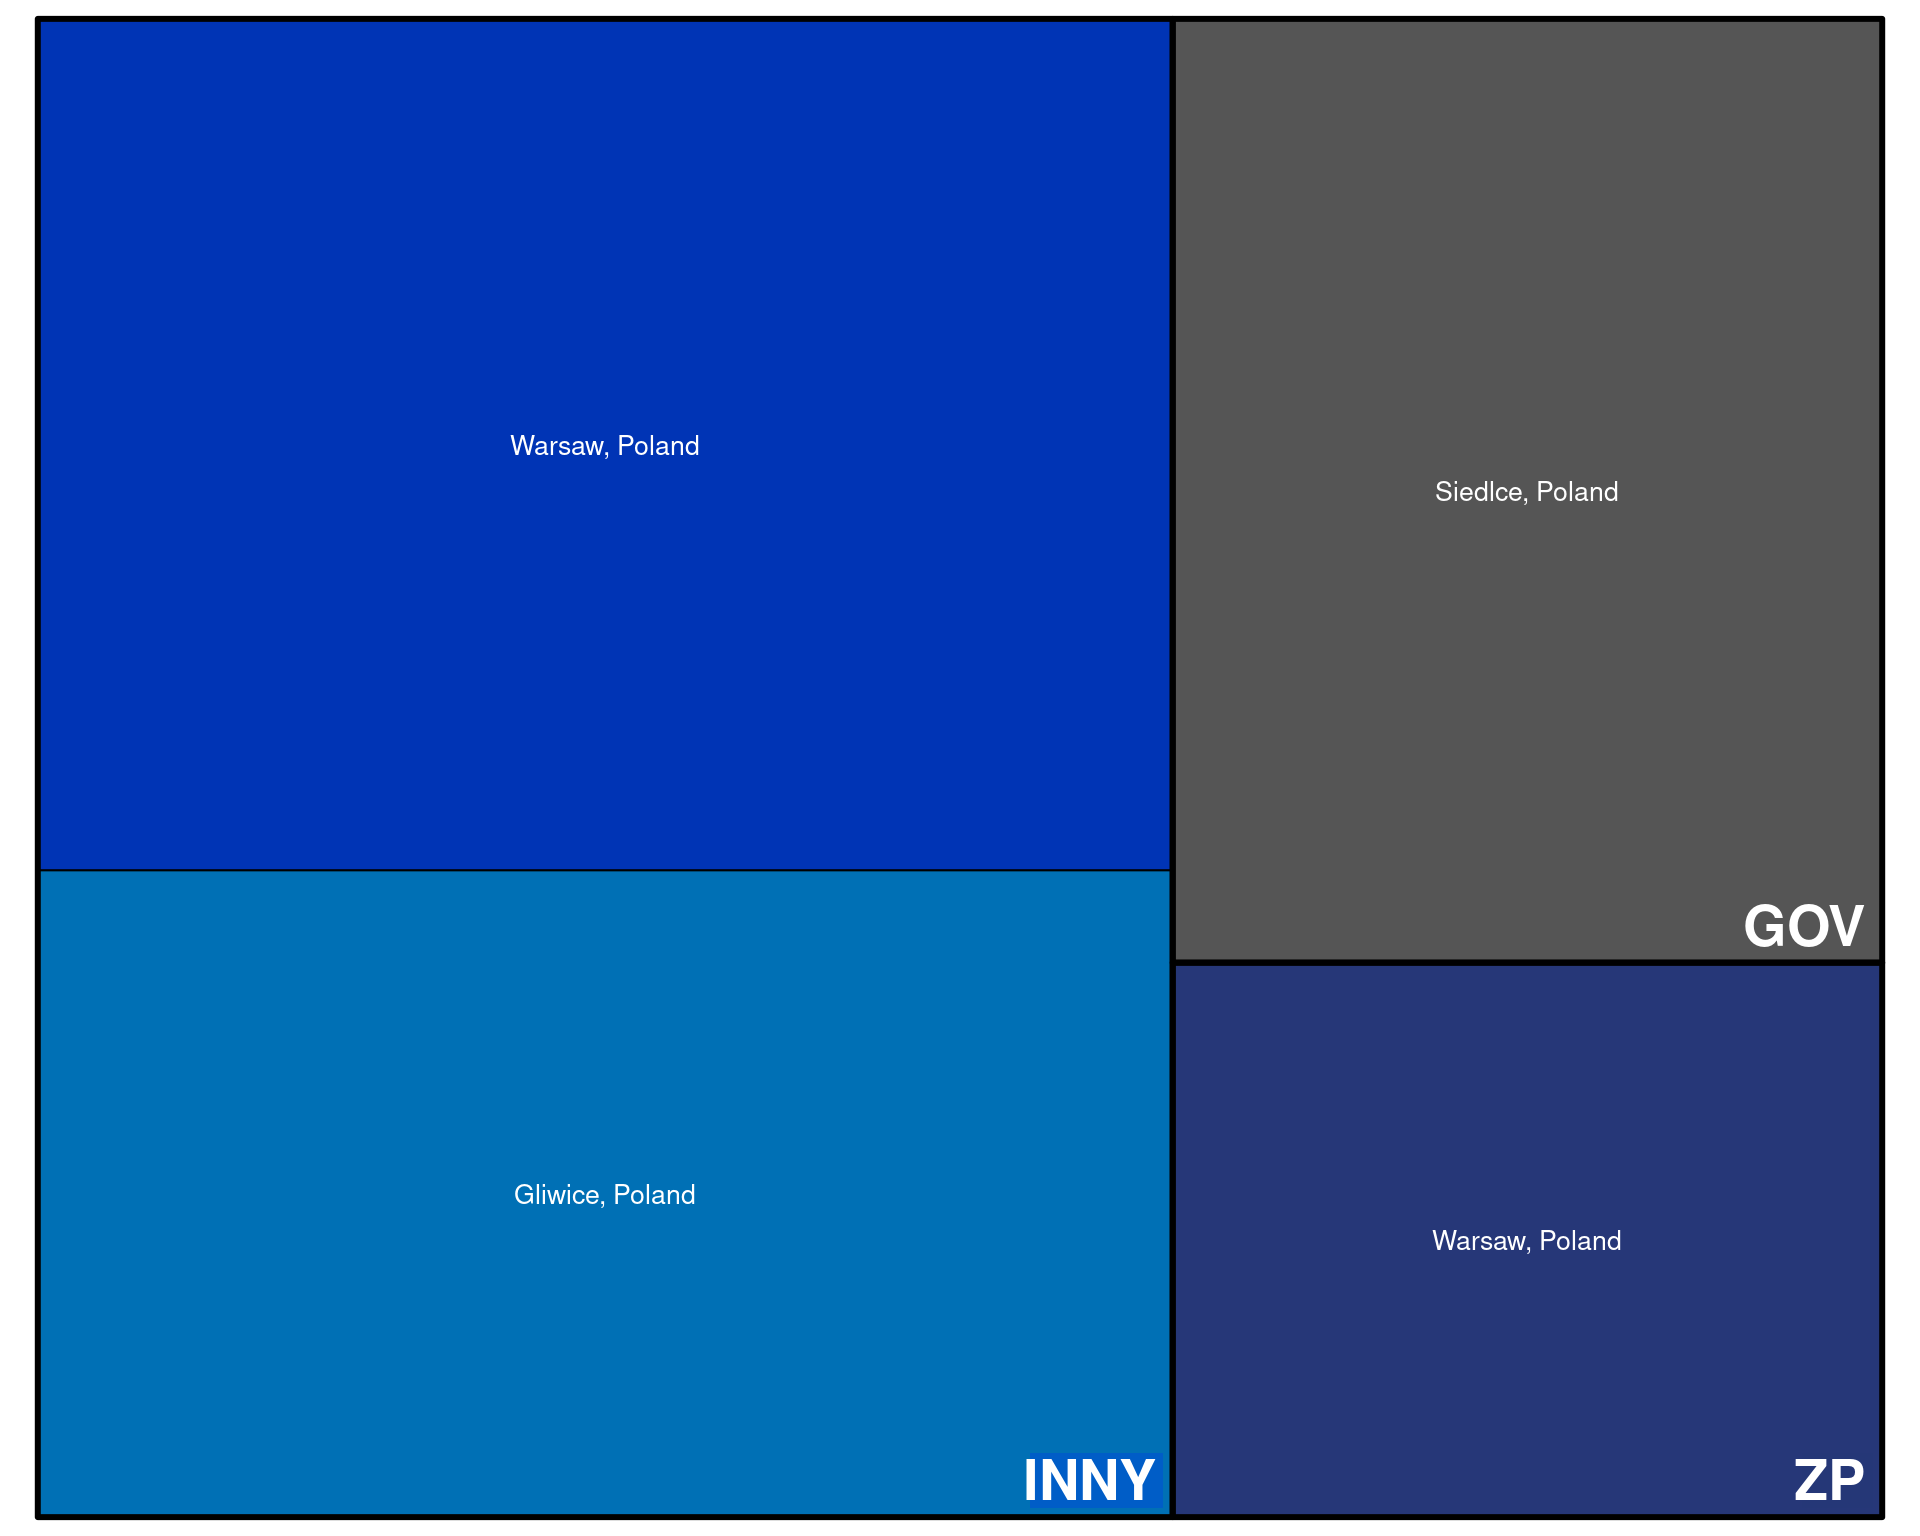 Warsaw, Poland
Siedlce, Poland
GOV
Gliwice, Poland
Warsaw, Poland
INNY
ZP